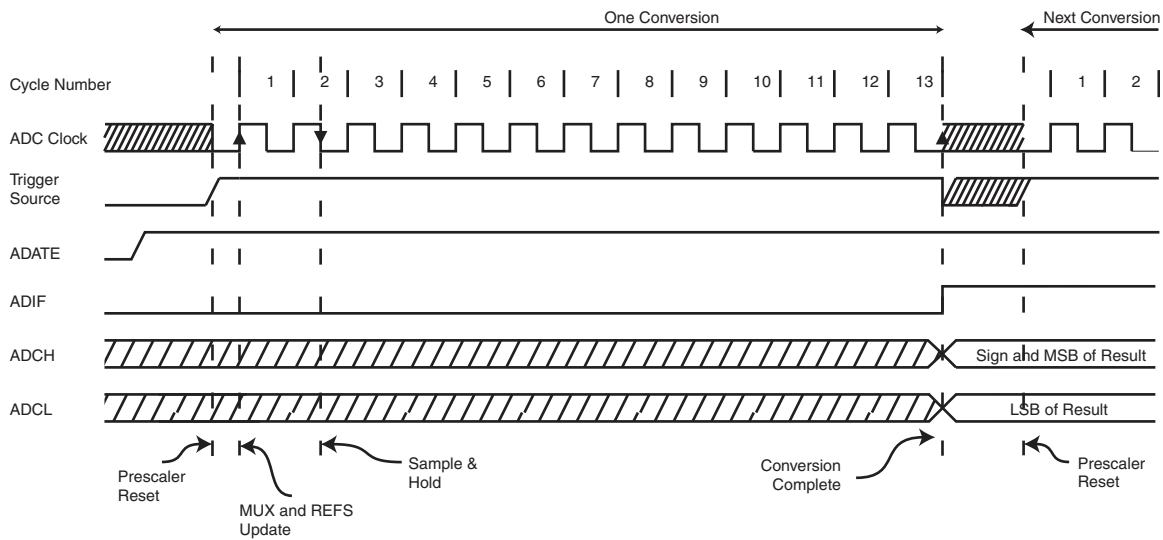 One Conversion
Next Conversion
Cycle Number
1 2 3 4 5 6 7 8 9 10 11 12 13 1 2
ADC Clock
Trigger
Source
ADATE
ADIF
ADCH
Sign and MSB of Result
ADCL
LSB of Result
Prescaler
Reset
MUX and REFS
Update
Sample &
Hold
Conversion
Complete
Prescaler
Reset